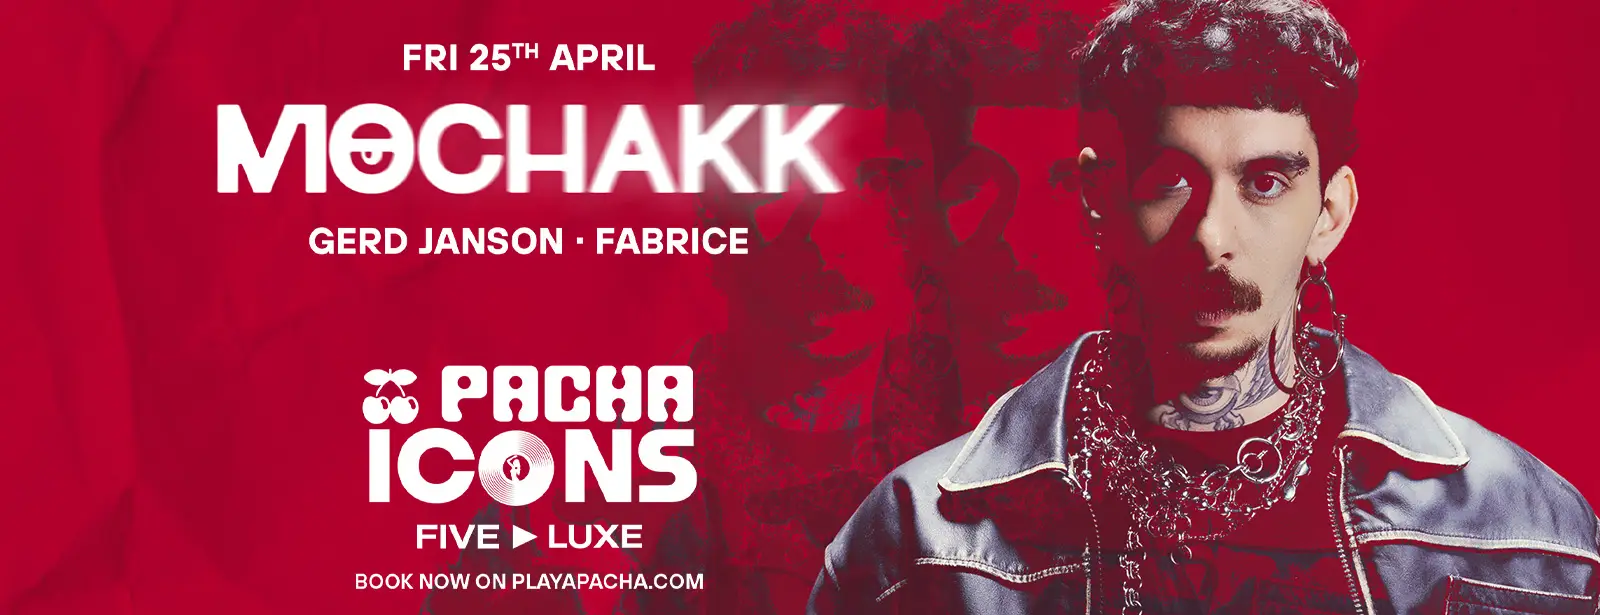 FRI 25TH APRIL
MOCHAKK
GERD JANSON · FABRICE
PACHA
ICONS
FIVE ▶ LUXE
BOOK NOW ON PLAYAPACHA.COM